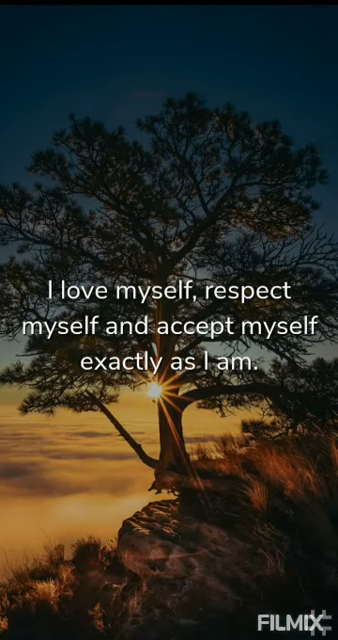 I love myself, respect
myself and accept myself
exactly as I am.
FILMIX